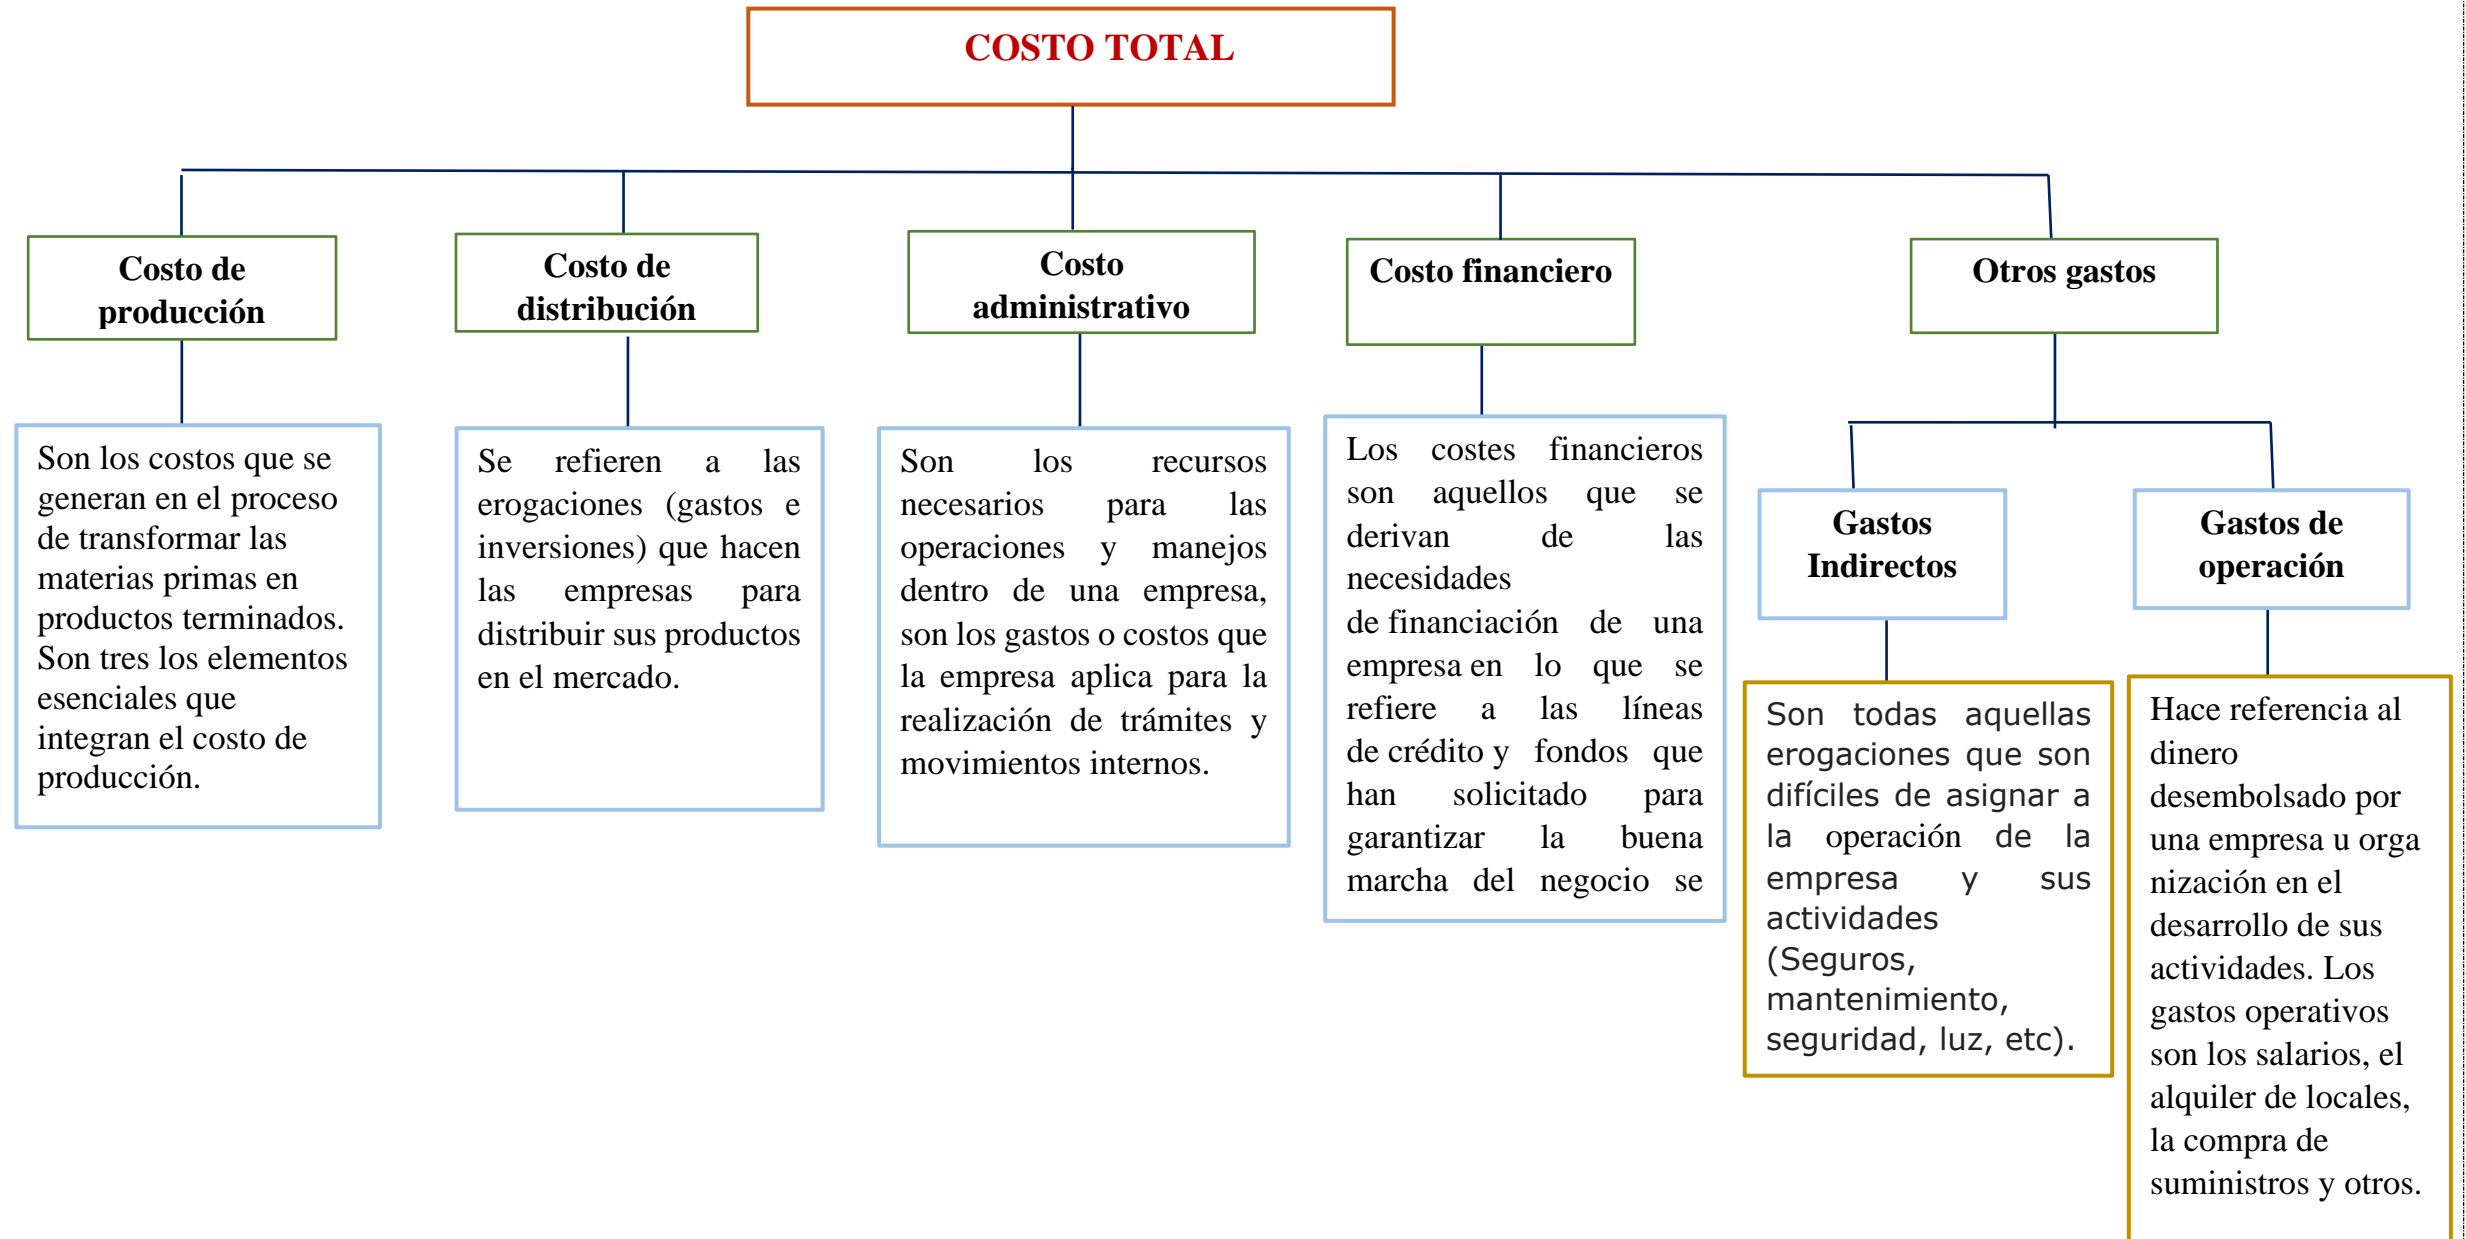 COSTO TOTAL
Costo de
producción
Costo de
distribución
Costo
administrativo
Costo financiero
Otros gastos
Son los costos que se
generan en el proceso
de transformar las
materias primas en
productos terminados.
Son tres los elementos
esenciales que
integran el costo de
producción.
Se refieren a las
erogaciones (gastos e
inversiones) que hacen
las empresas para
distribuir sus productos
en el mercado.
Son los recursos
necesarios para las
operaciones y manejos
dentro de una empresa,
son los gastos o costos que
la empresa aplica para la
realización de trámites y
movimientos internos.
Los costes financieros
son aquellos que se
derivan de las
necesidades
de financiación de una
empresa en lo que se
refiere a las líneas
de crédito y fondos que
han solicitado para
garantizar la buena
marcha del negocio se
Gastos
Indirectos
Gastos de
operación
Son todas aquellas
erogaciones que son
difíciles de asignar a
la operación de la
empresa y sus
actividades
(Seguros,
mantenimiento,
seguridad, luz, etc).
Hace referencia al
dinero
desembolsado por
una empresa u orga
nización en el
desarrollo de sus
actividades. Los
gastos operativos
son los salarios, el
alquiler de locales,
la compra de
suministros y otros.